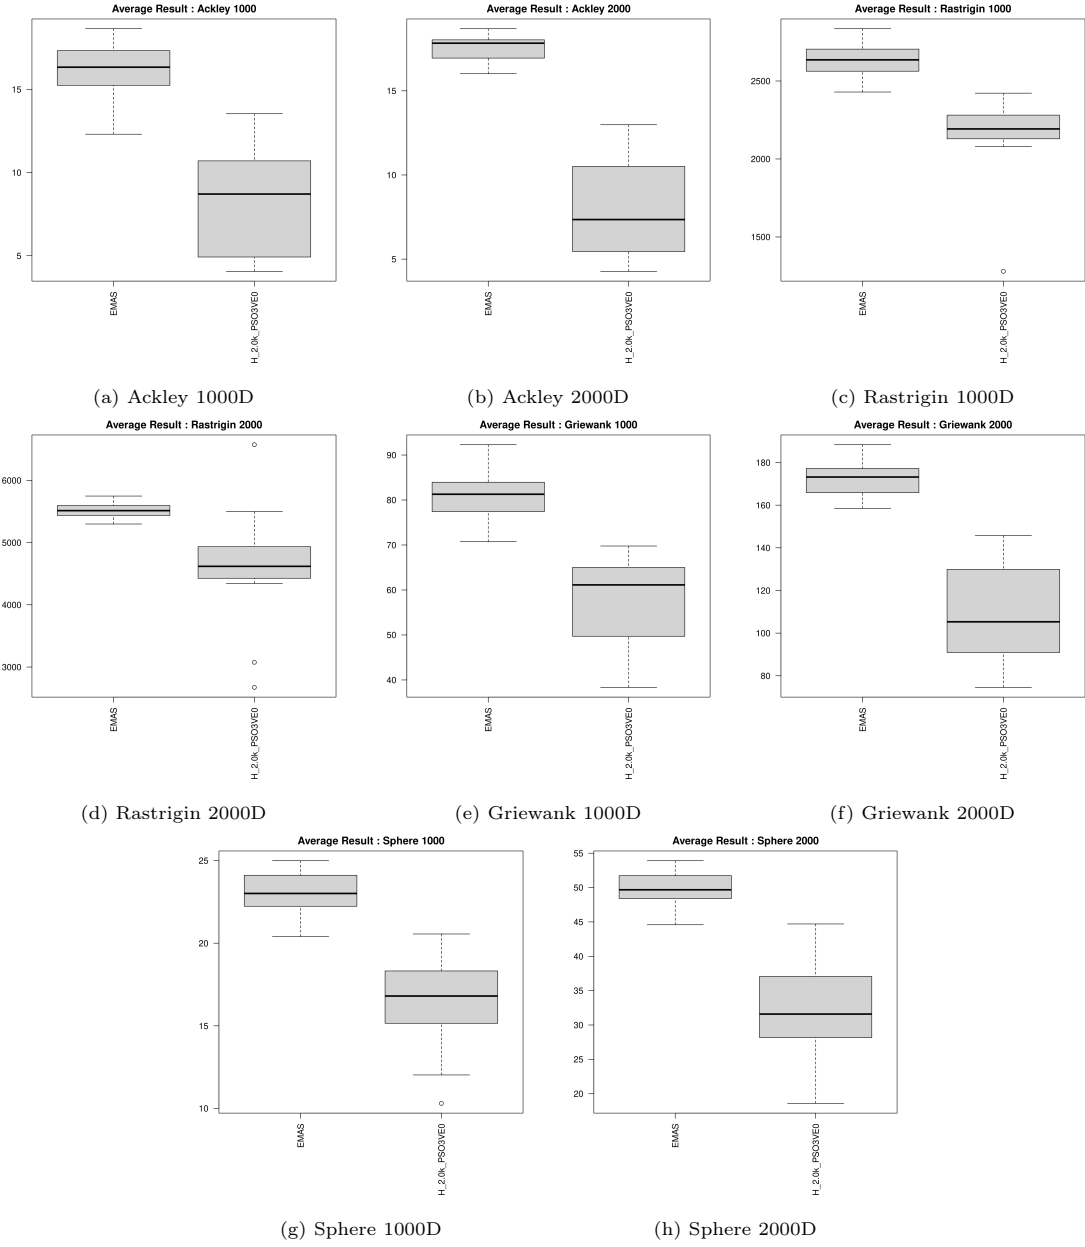 Average Result : Ackley 1000
15
10
5
EMAS
H_2.0k_PSO3VE0
(a) Ackley 1000D
Average Result : Ackley 2000
15
10
5
EMAS
H_2.0k_PSO3VE0
(b) Ackley 2000D
Average Result : Rastrigin 1000
2500
2000
1500
EMAS
H_2.0k_PSO3VE0
(c) Rastrigin 1000D
Average Result : Rastrigin 2000
6000
5000
4000
3000
EMAS
H_2.0k_PSO3VE0
(d) Rastrigin 2000D
Average Result : Griewank 1000
90
80
70
60
50
40
EMAS
H_2.0k_PSO3VE0
(e) Griewank 1000D
Average Result : Griewank 2000
180
160
140
120
100
80
EMAS
H_2.0k_PSO3VE0
(f) Griewank 2000D
Average Result : Sphere 1000
25
20
15
10
EMAS
H_2.0k_PSO3VE0
(g) Sphere 1000D
Average Result : Sphere 2000
55
50
45
40
35
30
25
20
EMAS
H_2.0k_PSO3VE0
(h) Sphere 2000D